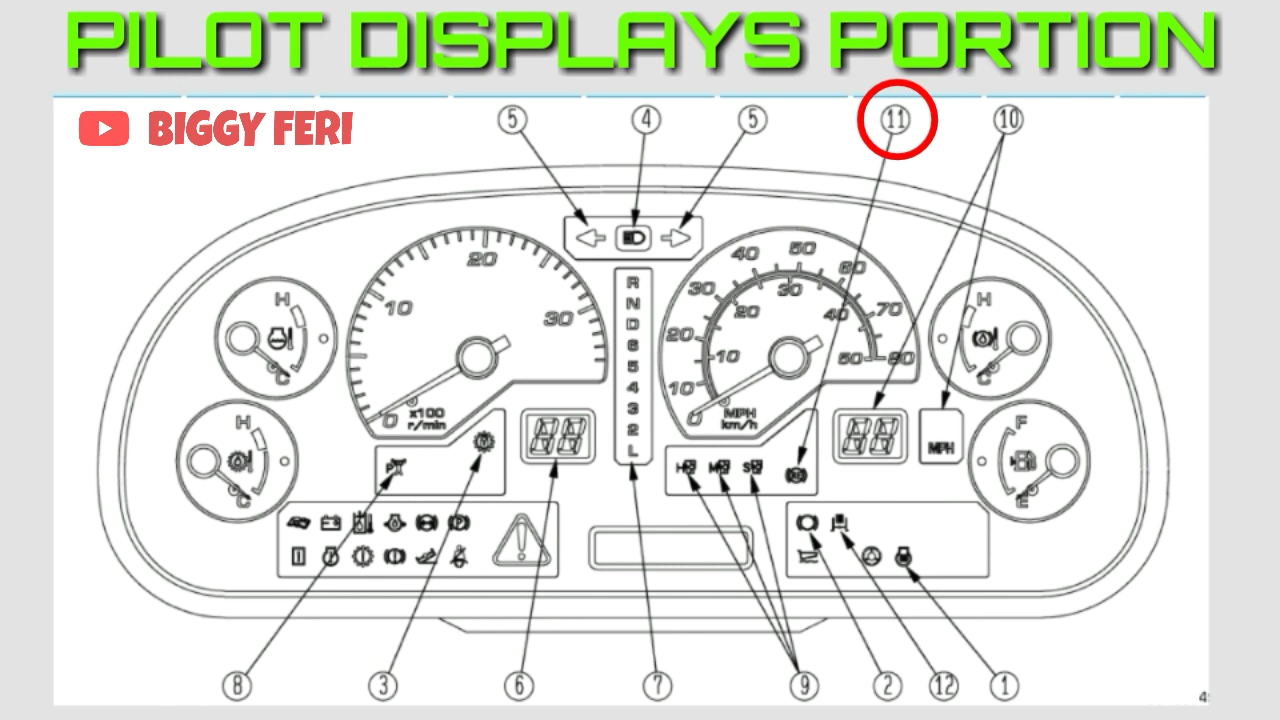 PILOT DISPLAYS PORTION
BIGGY FERI
5 4 5 11 10
20
10
30
0
x100
r/min
H
C
H
C
R
N
D
6
5
4
3
2
L
50
40
60
30
70
20
80
10
0
30
20
40
10
MPH
km/h
H
C
F
E
88
88
MPH
P
H
M
S
8 3 6 7 9 2 12 1